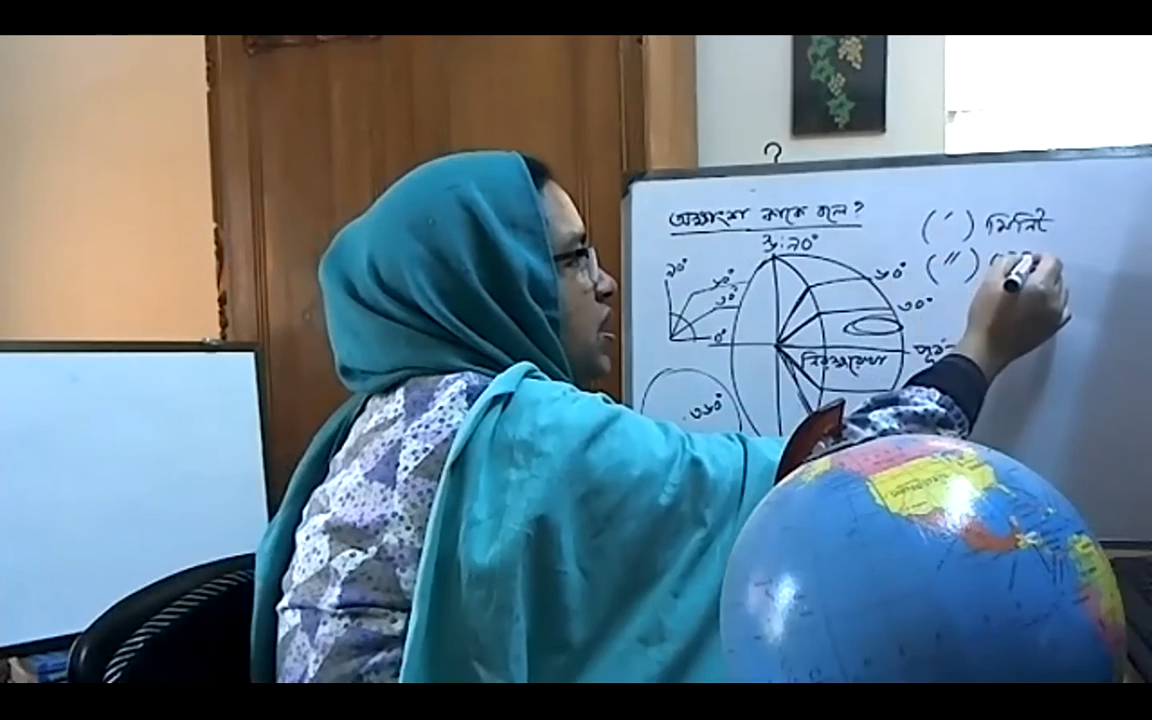 অক্ষাংশ কাকে বলে?
(′) মিনিট
(″)
উঃ ৯০°
৯০°
৬০°
৩০°
০°
৬০°
৩০°
বিষুবরেখা
পূর্ব
৩৬০°